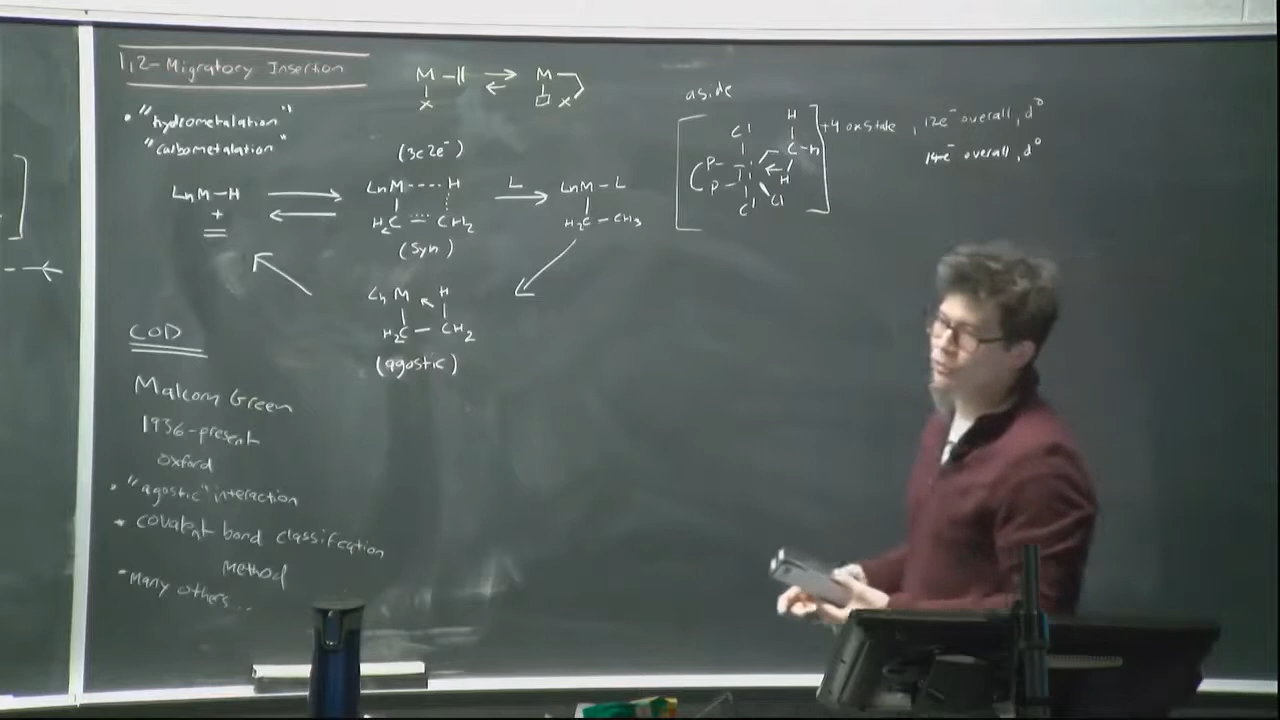 1,2-Migratory Insertion
• "hydrometalation"
"carbometalation"
M—||
X
M
□ X
(3c2e⁻)
LnM—H
+
LnM----H
H₂C CH₂
(syn)
L
LnM—L
H₂C—CH₃
LnM H
H₂C—CH₂
(agostic)
COD
Malcom Green
1936-present
Oxford
• "agostic" interaction
• Covalent bond classification
Method
• Many others...
aside
+4 ox state, 12e⁻ overall, d⁰
14e⁻ overall, d⁰
H
Cl
C—H
P
Ti
H
P
Cl
Cl